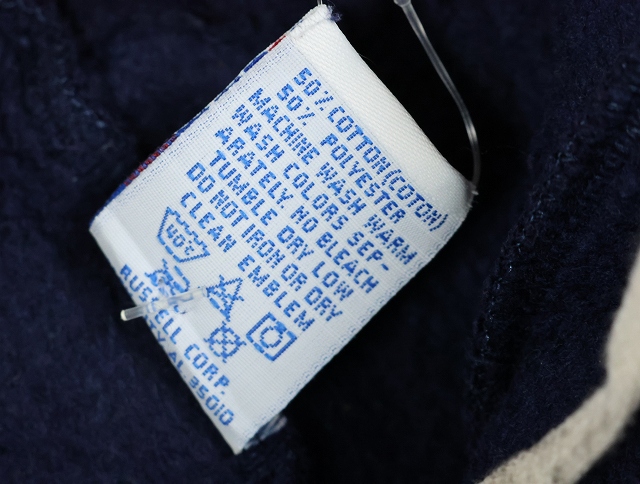 50% COTTON(COTON)
50% POLYESTER
MACHINE WASH WARM
WASH COLORS SEP-
ARATELY. NO BLEACH
TUMBLE DRY LOW
DO NOT IRON OR DRY
CLEAN EMBLEM
40°C
RUSSELL CORP.
AL 35010